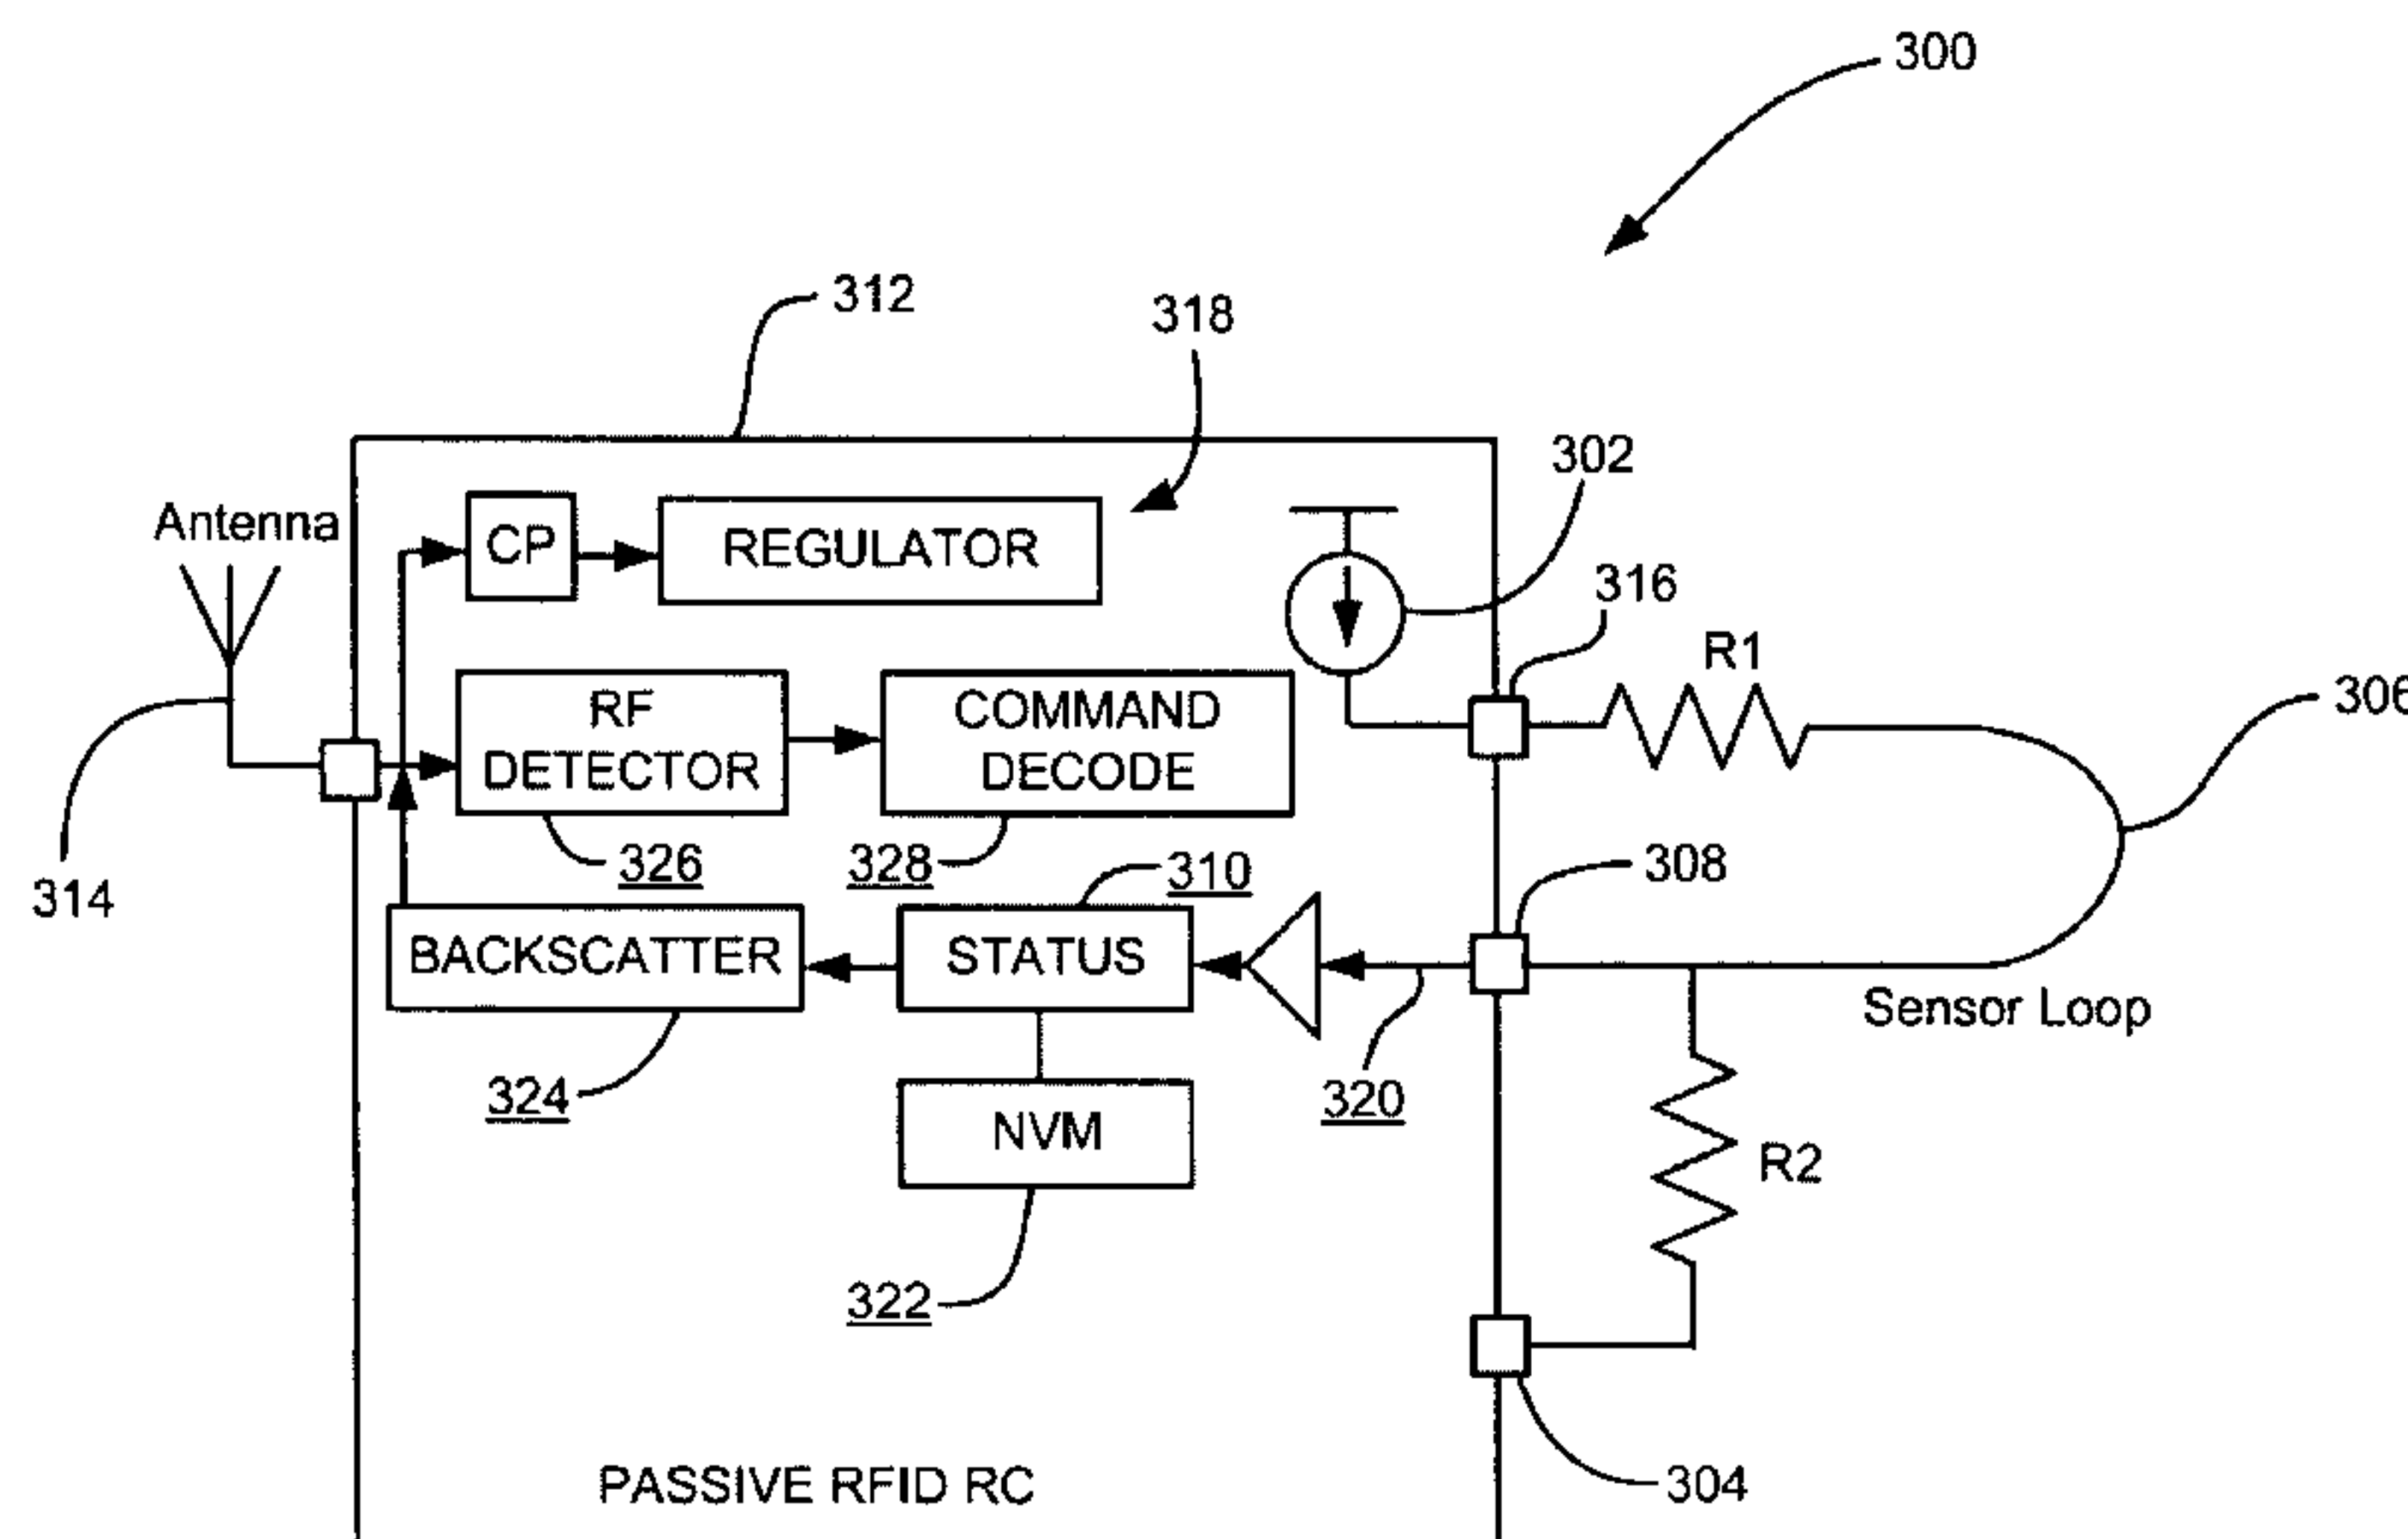 300
312
318
302
Antenna
CP
REGULATOR
316
R1
RF
DETECTOR
COMMAND
DECODE
306
314
326
328
310
308
BACKSCATTER
STATUS
Sensor Loop
324
320
NVM
R2
322
PASSIVE RFID RC
304